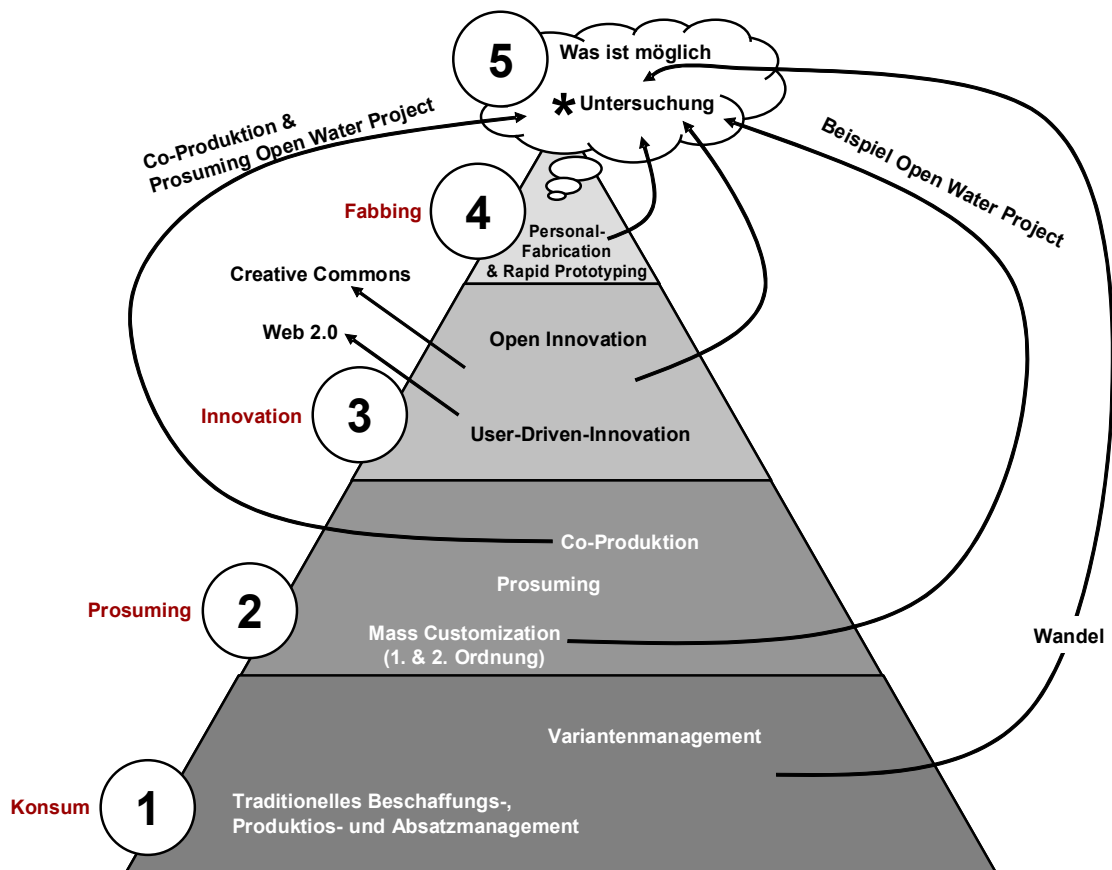 5
Was ist möglich
* Untersuchung
Co-Produktion &
Prosuming Open Water Project
Beispiel Open Water Project
Fabbing
4
Personal-
Fabrication
& Rapid Prototyping
Creative Commons
Web 2.0
Open Innovation
Innovation
3
User-Driven-Innovation
Co-Produktion
Prosuming
Prosuming
2
Mass Customization
(1. & 2. Ordnung)
Wandel
Variantenmanagement
Konsum
1
Traditionelles Beschaffungs-,
Produktios- und Absatzmanagement